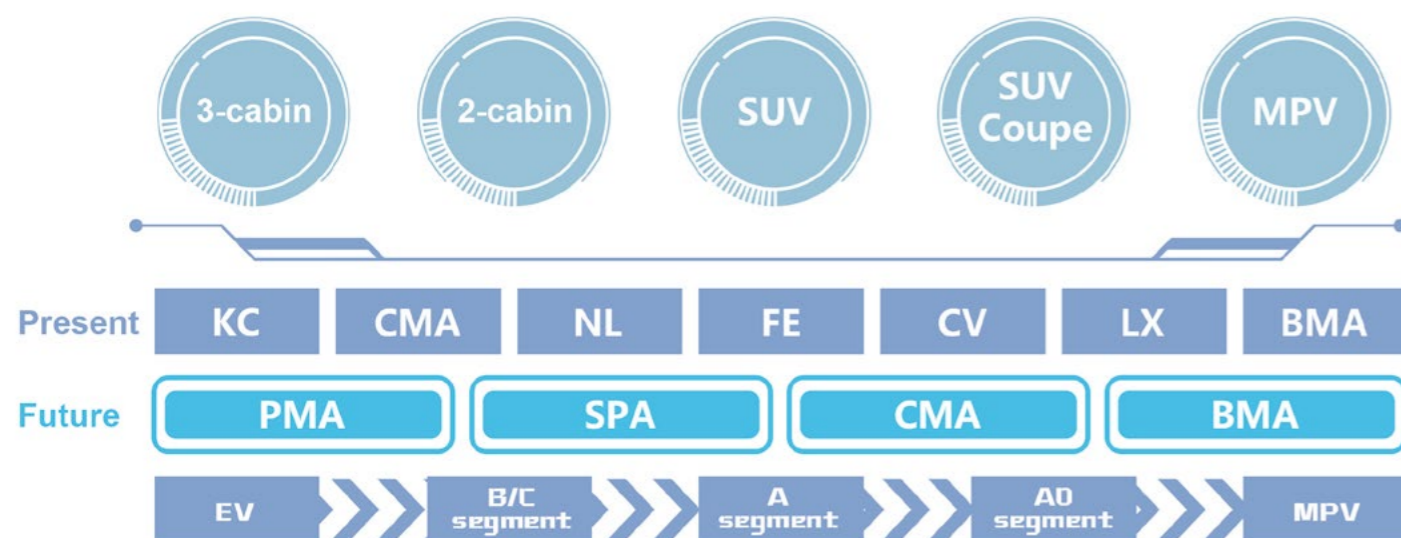 3-cabin
2-cabin
SUV
SUV
Coupe
MPV
Present
KC
CMA
NL
FE
CV
LX
BMA
Future
PMA
SPA
CMA
BMA
EV
B/C
segment
A
segment
A0
segment
MPV